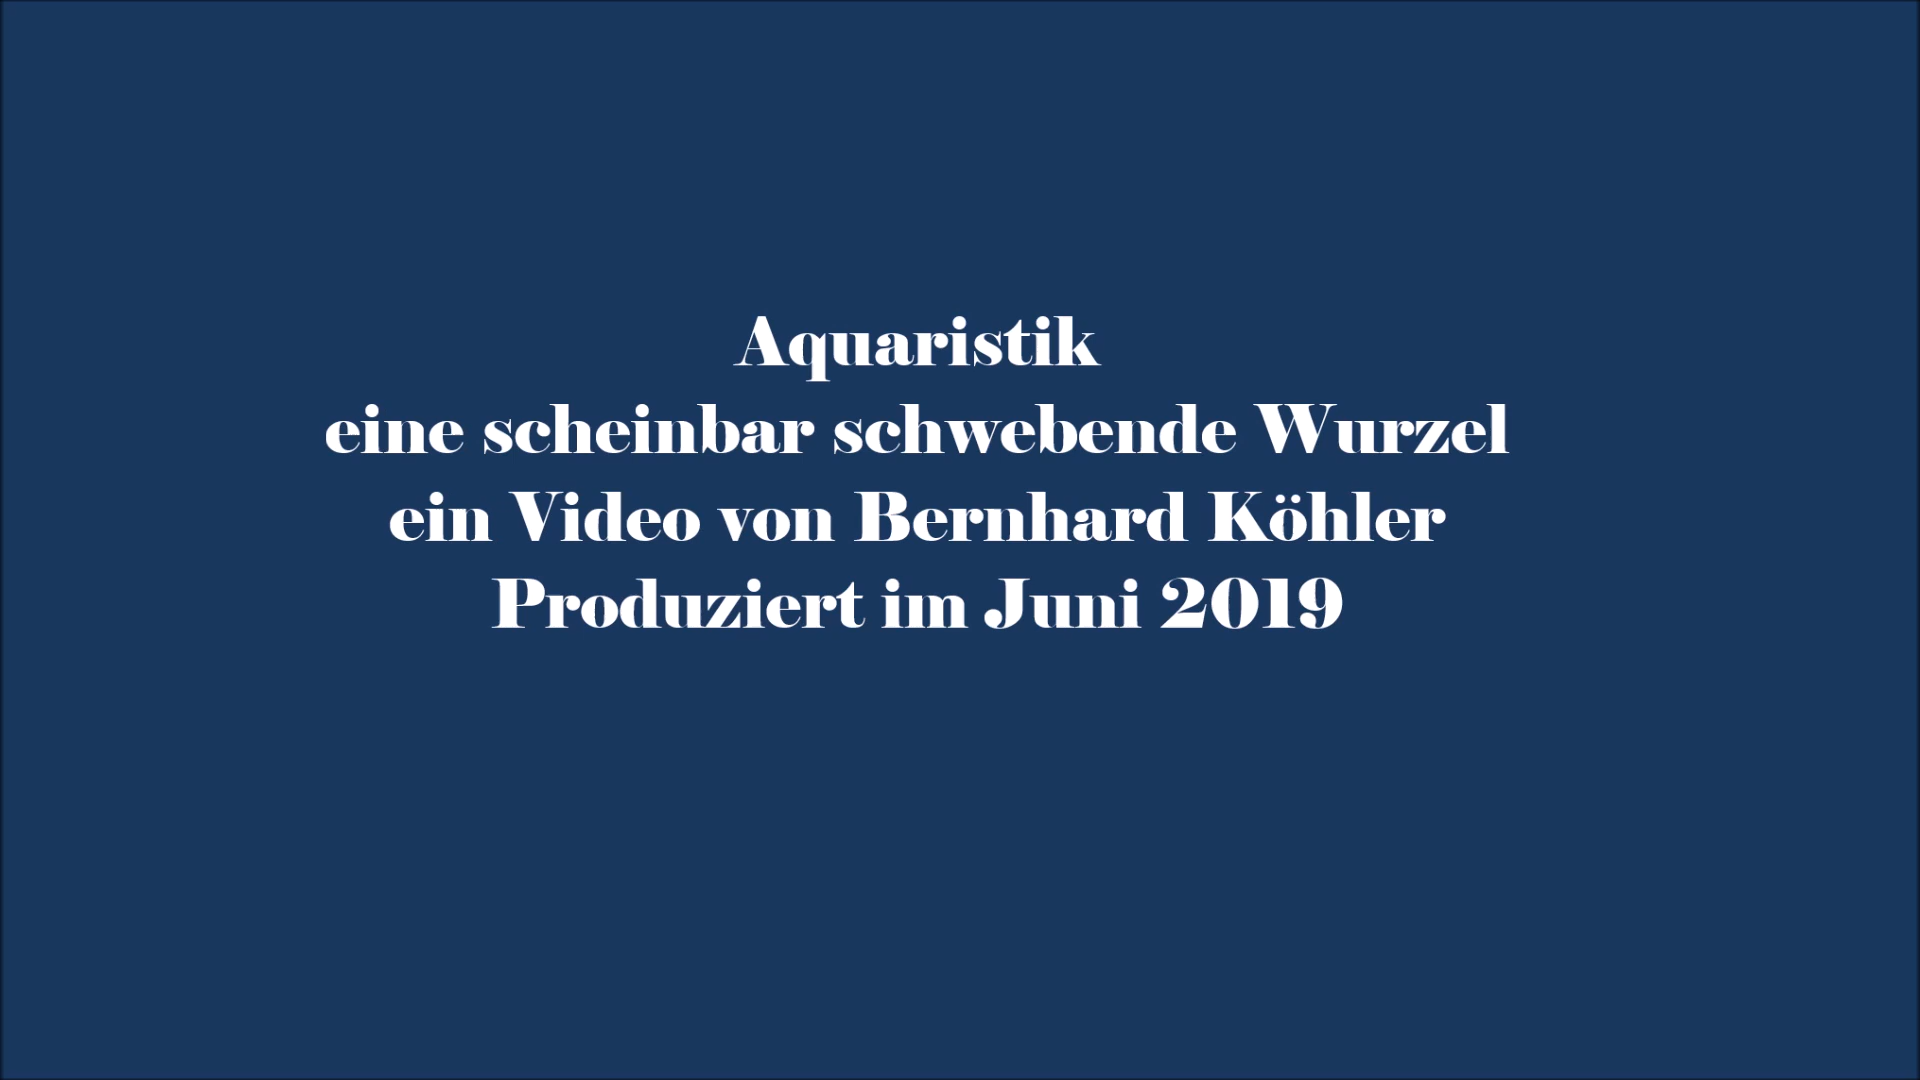 Aquaristik
eine scheinbar schwebende Wurzel
ein Video von Bernhard Köhler
Produziert im Juni 2019